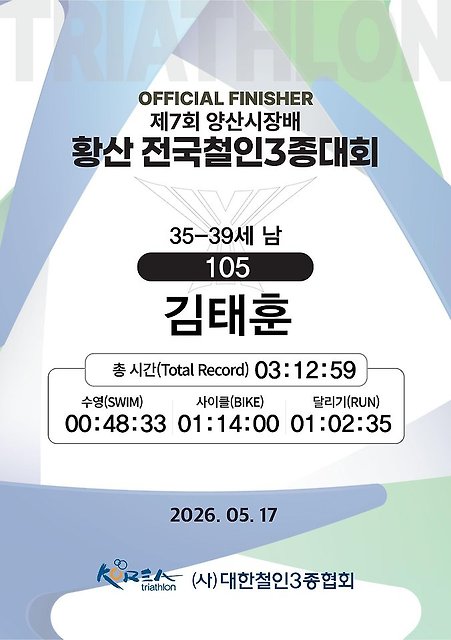 TRIATHLON
OFFICIAL FINISHER
제7회 양산시장배
황산 전국철인3종대회
35-39세 남
105
김태훈
총 시간(Total Record) 03:12:59
수영(SWIM) 사이클(BIKE) 달리기(RUN)
00:48:33 01:14:00 01:02:35
2026. 05. 17
KOREA triathlon (사)대한철인3종협회